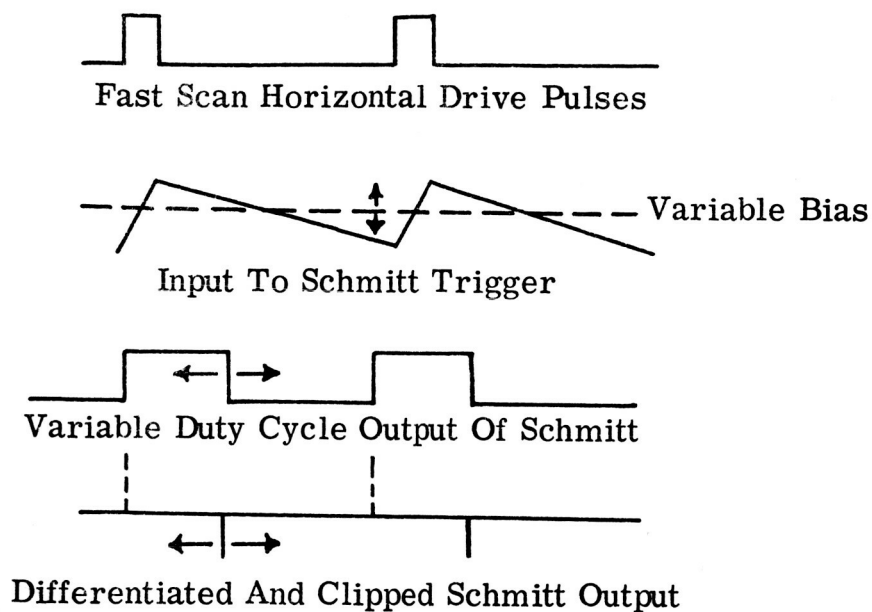 Fast Scan Horizontal Drive Pulses
Variable Bias
Input To Schmitt Trigger
Variable Duty Cycle Output Of Schmitt
Differentiated And Clipped Schmitt Output